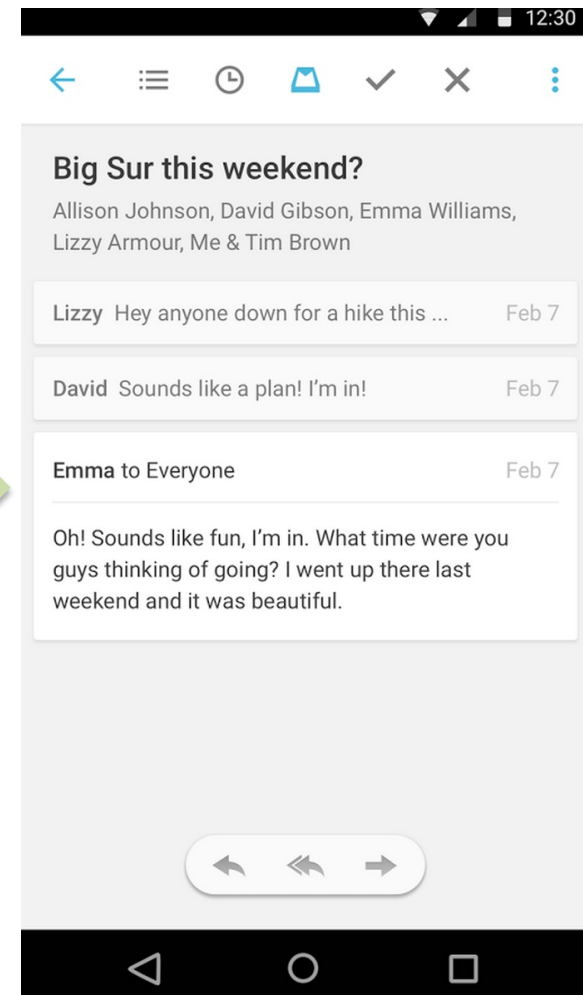 12:30
Big Sur this weekend?
Allison Johnson, David Gibson, Emma Williams,
Lizzy Armour, Me & Tim Brown
Lizzy Hey anyone down for a hike this ... Feb 7
David Sounds like a plan! I’m in! Feb 7
Emma to Everyone Feb 7
Oh! Sounds like fun, I’m in. What time were you
guys thinking of going? I went up there last
weekend and it was beautiful.